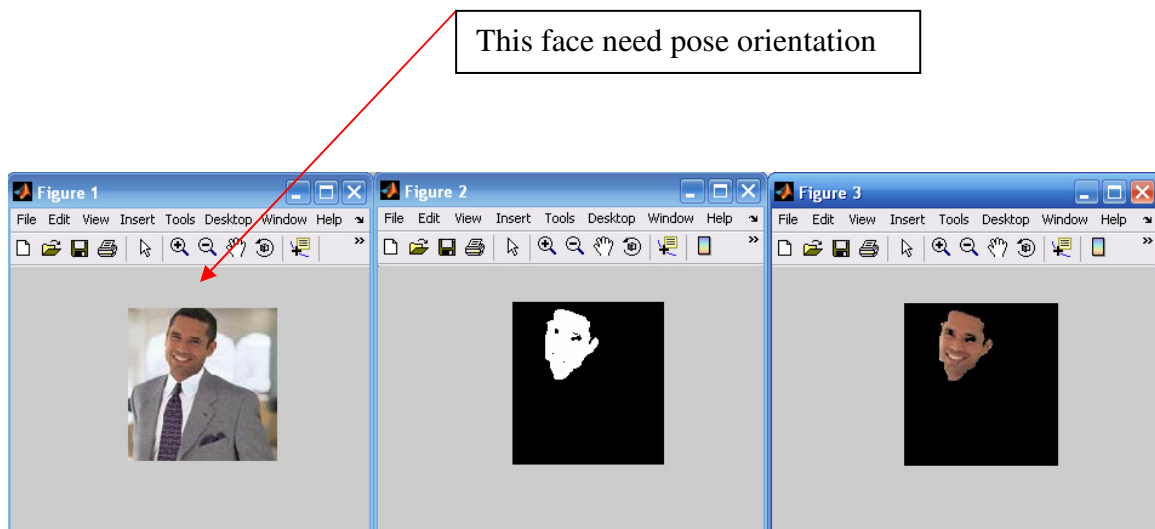 This face need pose orientation
Figure 1
File Edit View Insert Tools Desktop Window Help
Figure 2
File Edit View Insert Tools Desktop Window Help
Figure 3
File Edit View Insert Tools Desktop Window Help